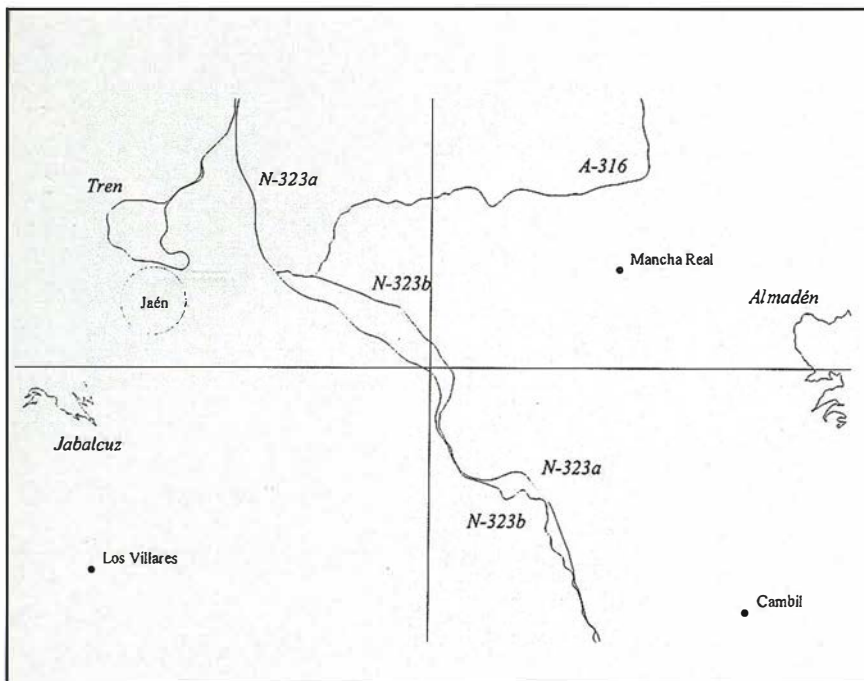 A-316
N-323a
Tren
Mancha Real
N-323b
Almadén
Jaén
Jabalcuz
N-323a
N-323b
Los Villares
Cambil